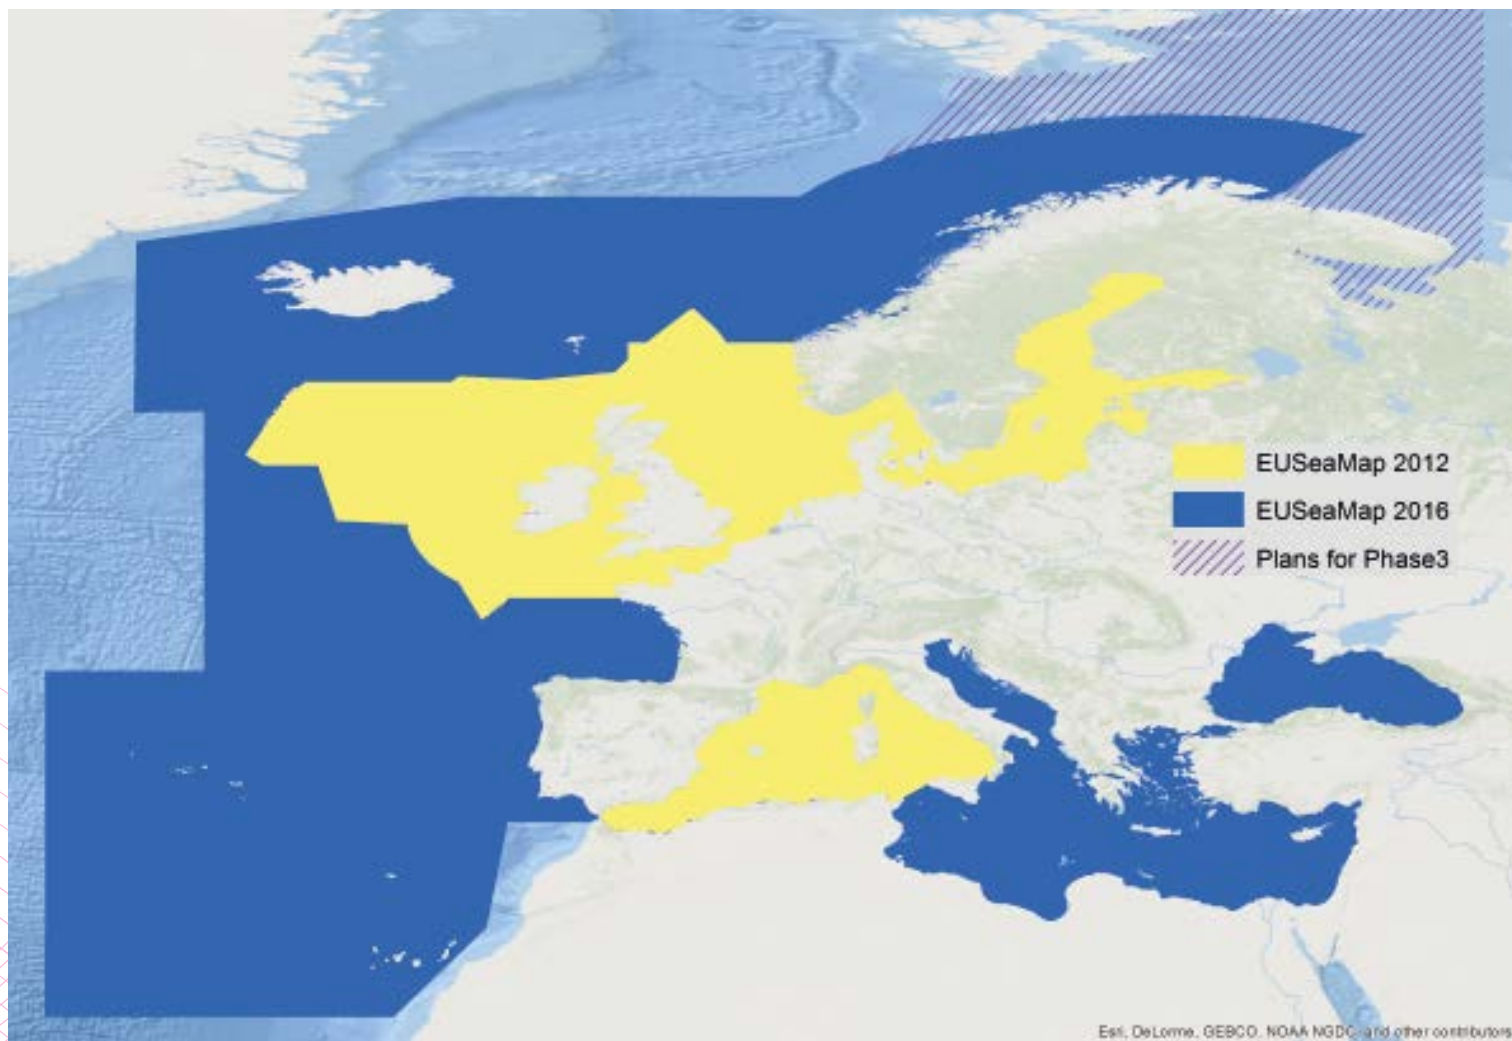 EUSeaMap 2012
EUSeaMap 2016
Plans for Phase3
Esri, DeLorme, GEBCO, NOAA NGDC, and other contributors